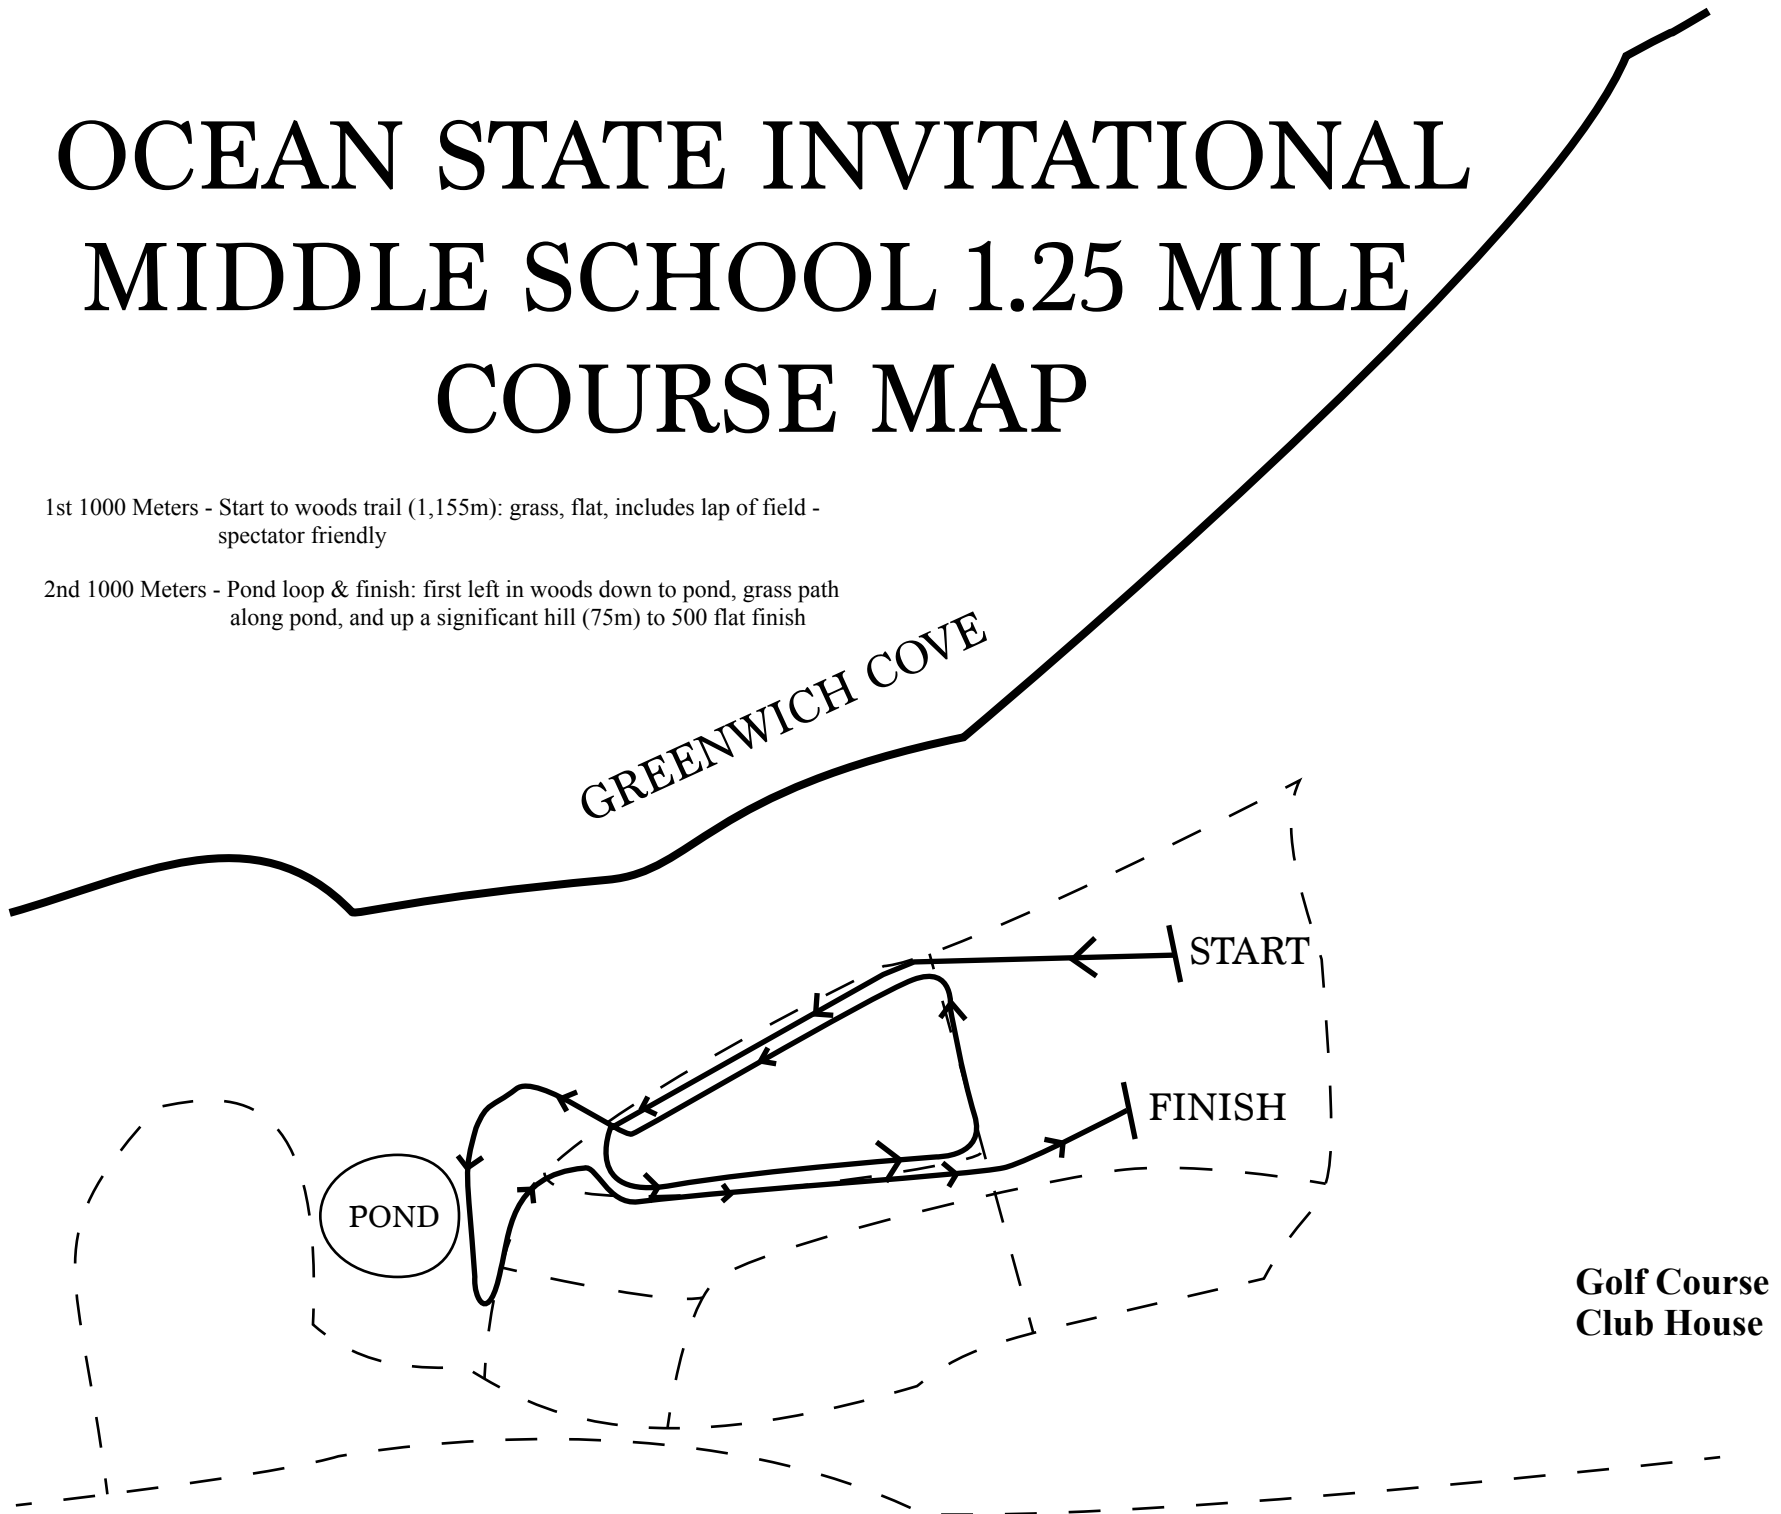 OCEAN STATE INVITATIONAL
MIDDLE SCHOOL 1.25 MILE
COURSE MAP
1st 1000 Meters - Start to woods trail (1,155m): grass, flat, includes lap of field -
spectator friendly
2nd 1000 Meters - Pond loop & finish: first left in woods down to pond, grass path
along pond, and up a significant hill (75m) to 500 flat finish
GREENWICH COVE
START
FINISH
POND
Golf Course
Club House